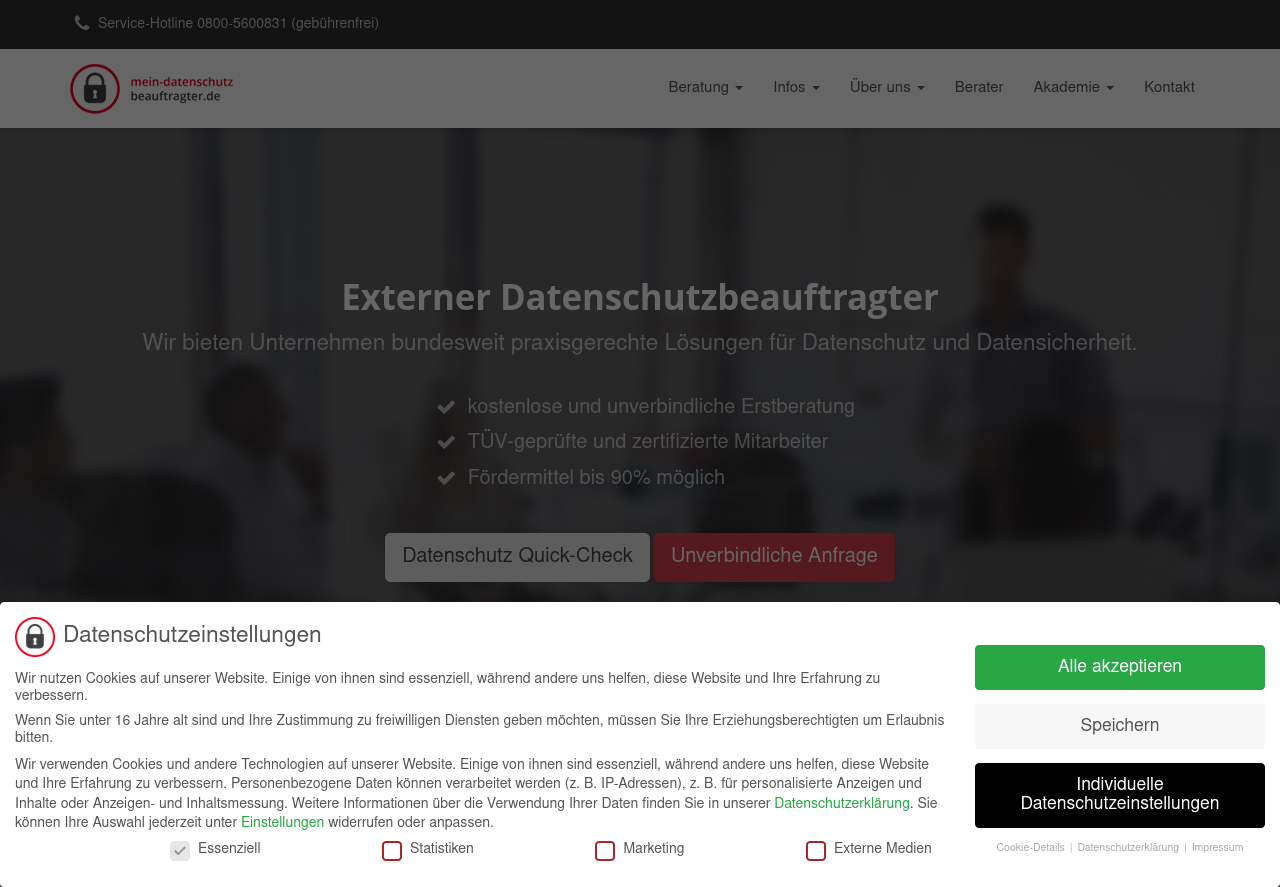 Service-Hotline 0800-5600831 (gebührenfrei)
mein-datenschutz
beauftragter.de
Beratung Infos Über uns Berater Akademie Kontakt
Externer Datenschutzbeauftragter
Wir bieten Unternehmen bundesweit praxisgerechte Lösungen für Datenschutz und Datensicherheit.
kostenlose und unverbindliche Erstberatung
TÜV-geprüfte und zertifizierte Mitarbeiter
Fördermittel bis 90% möglich
Datenschutz Quick-Check Unverbindliche Anfrage
Datenschutzeinstellungen
Wir nutzen Cookies auf unserer Website. Einige von ihnen sind essenziell, während andere uns helfen, diese Website und Ihre Erfahrung zu
verbessern.
Wenn Sie unter 16 Jahre alt sind und Ihre Zustimmung zu freiwilligen Diensten geben möchten, müssen Sie Ihre Erziehungsberechtigten um Erlaubnis
bitten.
Wir verwenden Cookies und andere Technologien auf unserer Website. Einige von ihnen sind essenziell, während andere uns helfen, diese Website
und Ihre Erfahrung zu verbessern. Personenbezogene Daten können verarbeitet werden (z. B. IP-Adressen), z. B. für personalisierte Anzeigen und
Inhalte oder Anzeigen- und Inhaltsmessung. Weitere Informationen über die Verwendung Ihrer Daten finden Sie in unserer Datenschutzerklärung. Sie
können Ihre Auswahl jederzeit unter Einstellungen widerrufen oder anpassen.
Essenziell Statistiken Marketing Externe Medien
Alle akzeptieren
Speichern
Individuelle
Datenschutzeinstellungen
Cookie-Details | Datenschutzerklärung | Impressum